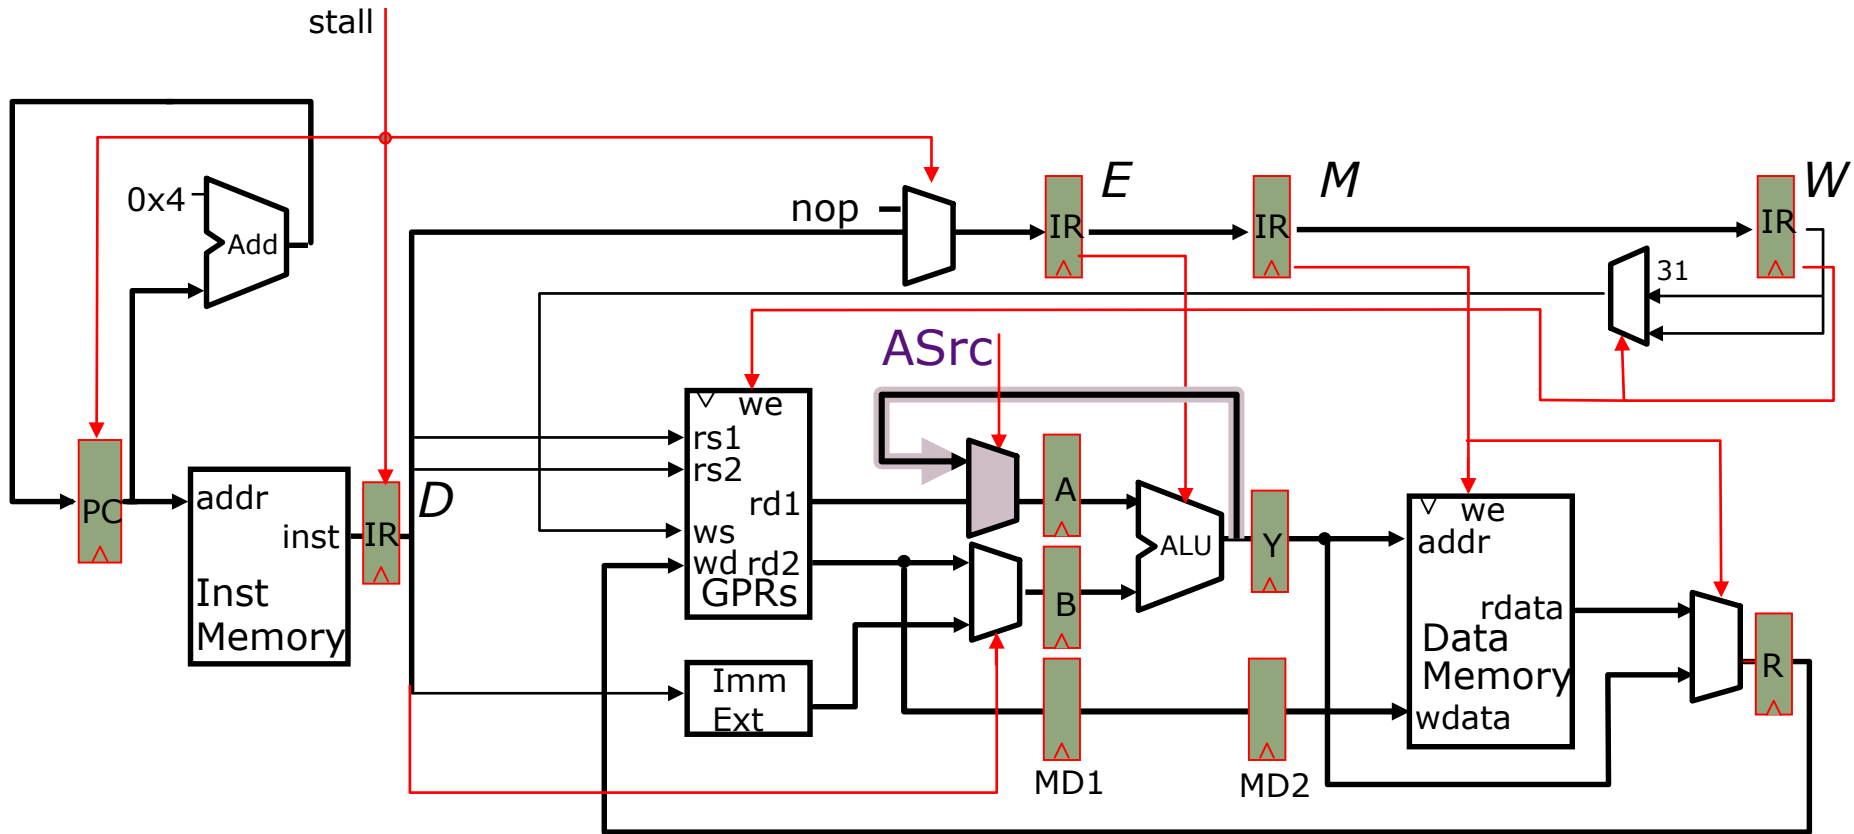 stall
0x4
Add
nop
IR
E
IR
M
IR
W
31
ASrc
we
rs1
rs2
rd1
ws
wd rd2
GPRs
PC
addr
inst
Inst
Memory
IR
D
A
B
ALU
Y
we
addr
rdata
Data
Memory
wdata
R
Imm
Ext
MD1
MD2